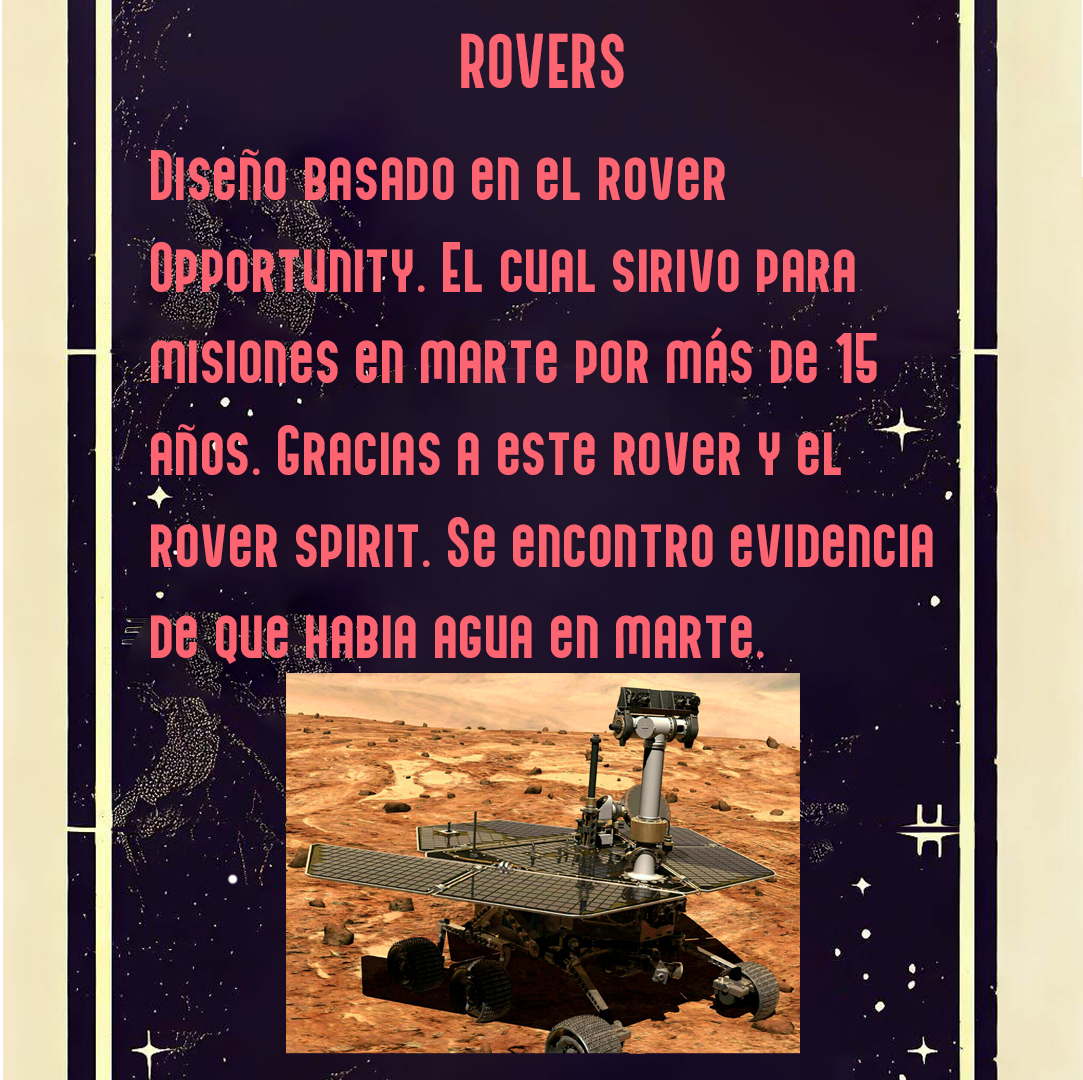 ROVERS
Diseño basado en el rover
Opportunity. El cual sirivo para
misiones en marte por más de 15
años. Gracias a este rover y el
rover spirit. Se encontro evidencia
de que habia agua en marte.